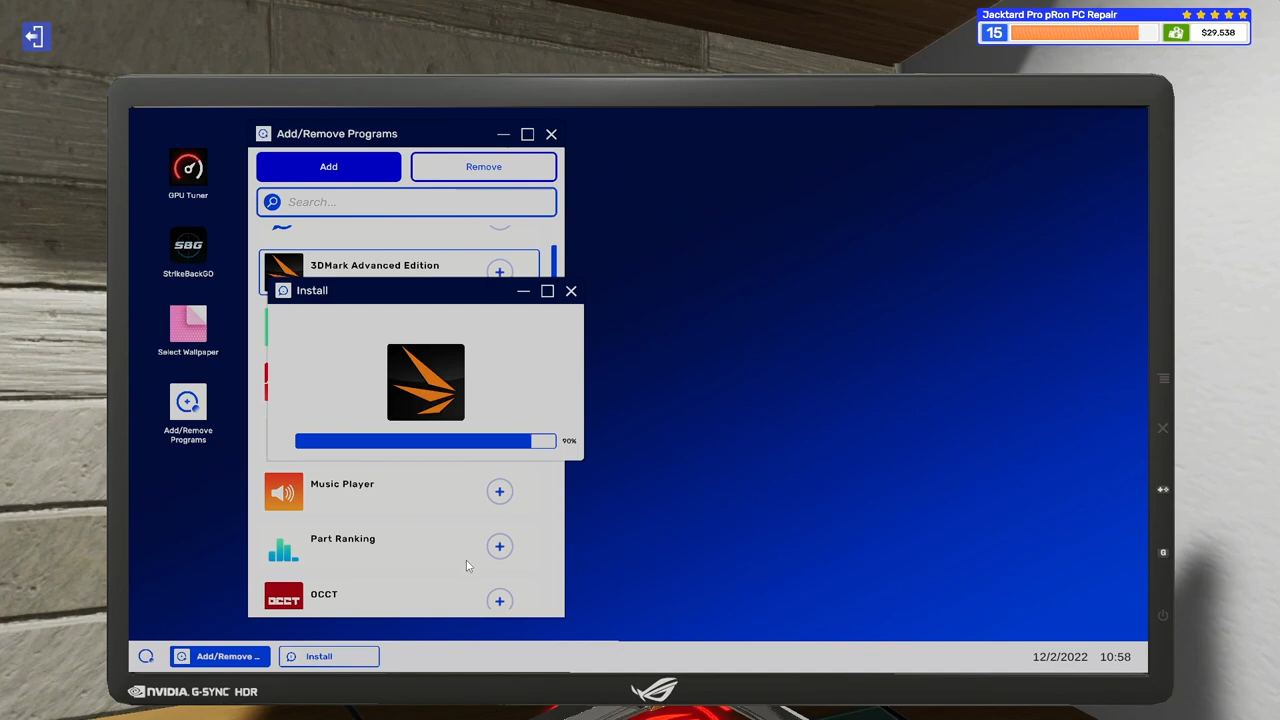 Jacktard Pro pRon PC Repair
15
$29,538
Add/Remove Programs
Add
Remove
Search...
GPU Tuner
SBG
StrikeBackGO
Select Wallpaper
Add/Remove
Programs
3DMark Advanced Edition
Install
90%
Music Player
Part Ranking
OCCT
OCCT
Add/Remove ...
Install
12/2/2022
10:58
NVIDIA. G-SYNC HDR
G